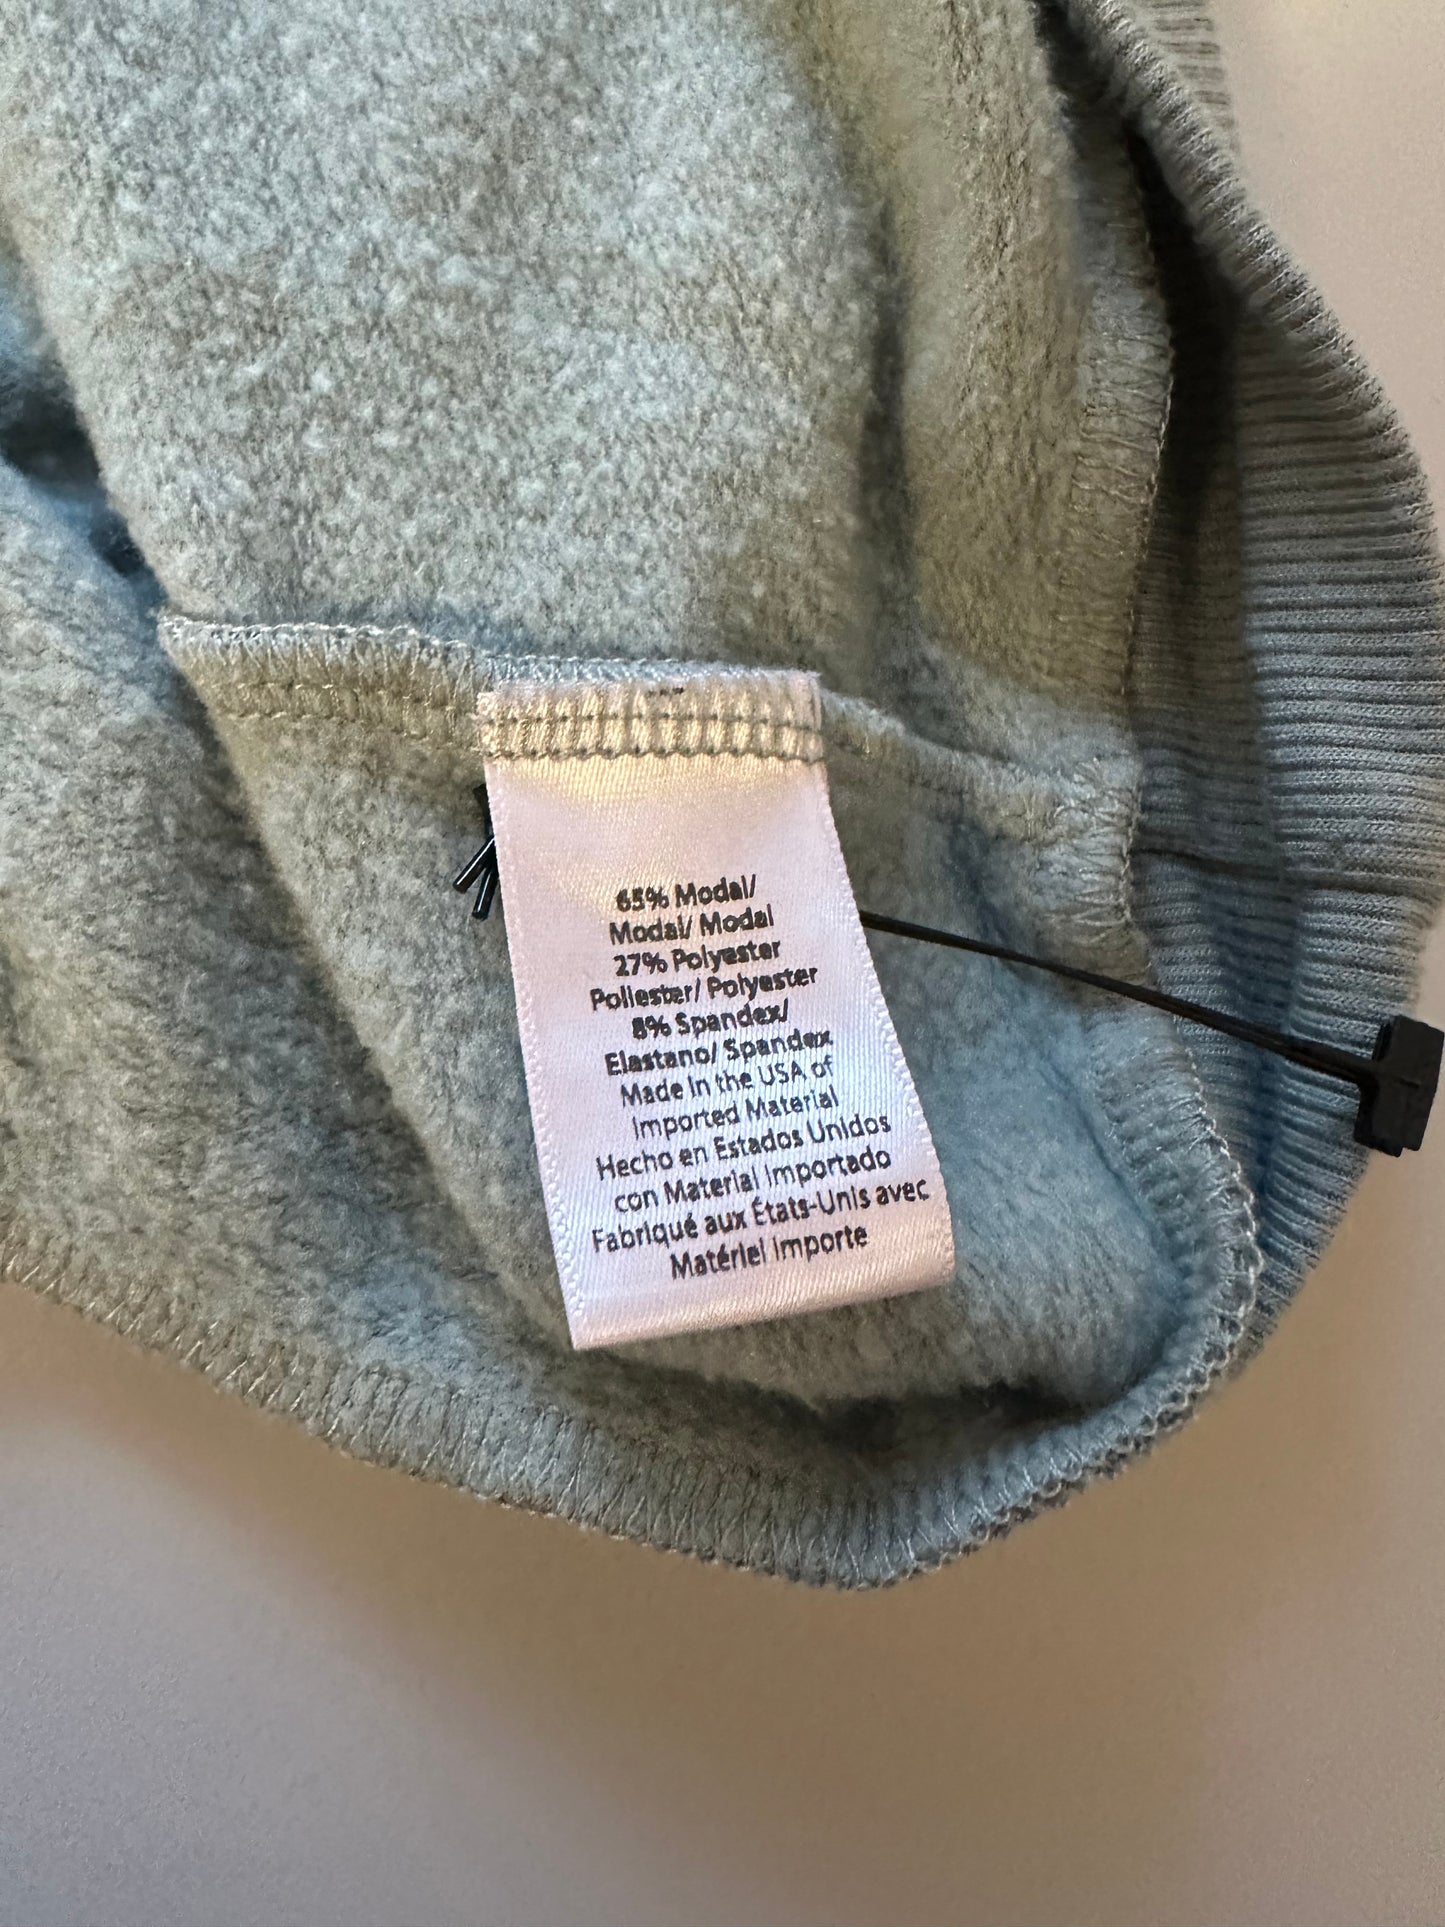 65% Modal/
Modal/ Modal
27% Polyester
Poliester/ Polyester
8% Spandex/
Elastano/ Spandex
Made in the USA of
Imported Material
Hecho en Estados Unidos
con Material Importado
Fabriqué aux États-Unis avec
Matériel Importe